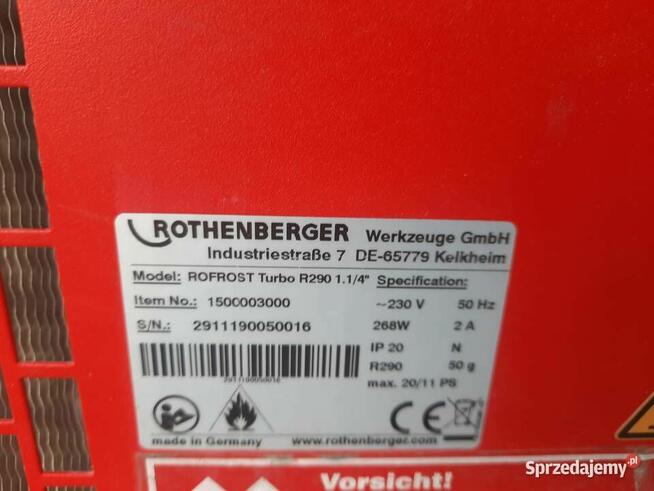 ROTHENBERGER Werkzeuge GmbH
Industriestraße 7 DE-65779 Kelkheim
Model: ROFROST Turbo R290 1.1/4" Specification:
Item No.: 1500003000 ~230 V 50 Hz
S/N.: 2911190050016 268W 2 A
IP 20 N
R290 50 g
2911190050016 max. 20/11 PS
CE
made in Germany www.rothenberger.com
Vorsicht!
Sprzedajemy.pl